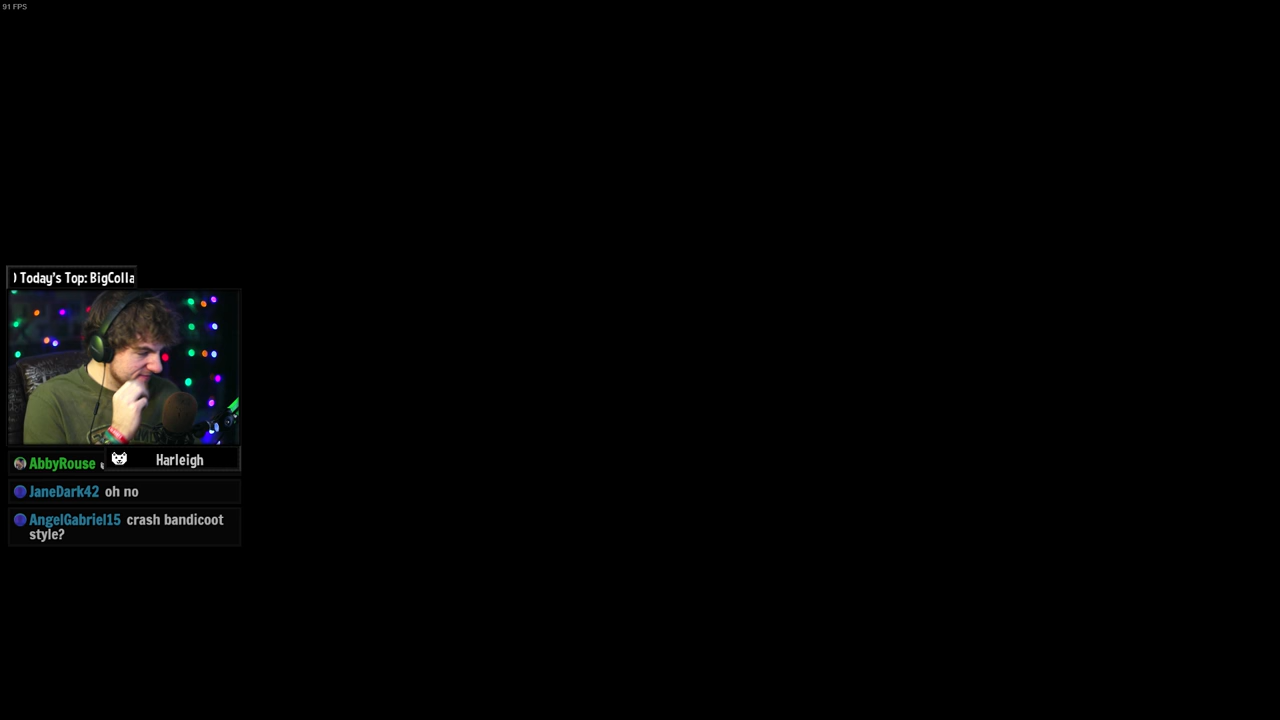 91 FPS
) Today's Top: BigColla
AbbyRouse
Harleigh
JaneDark42 oh no
AngelGabriel15 crash bandicoot
style?